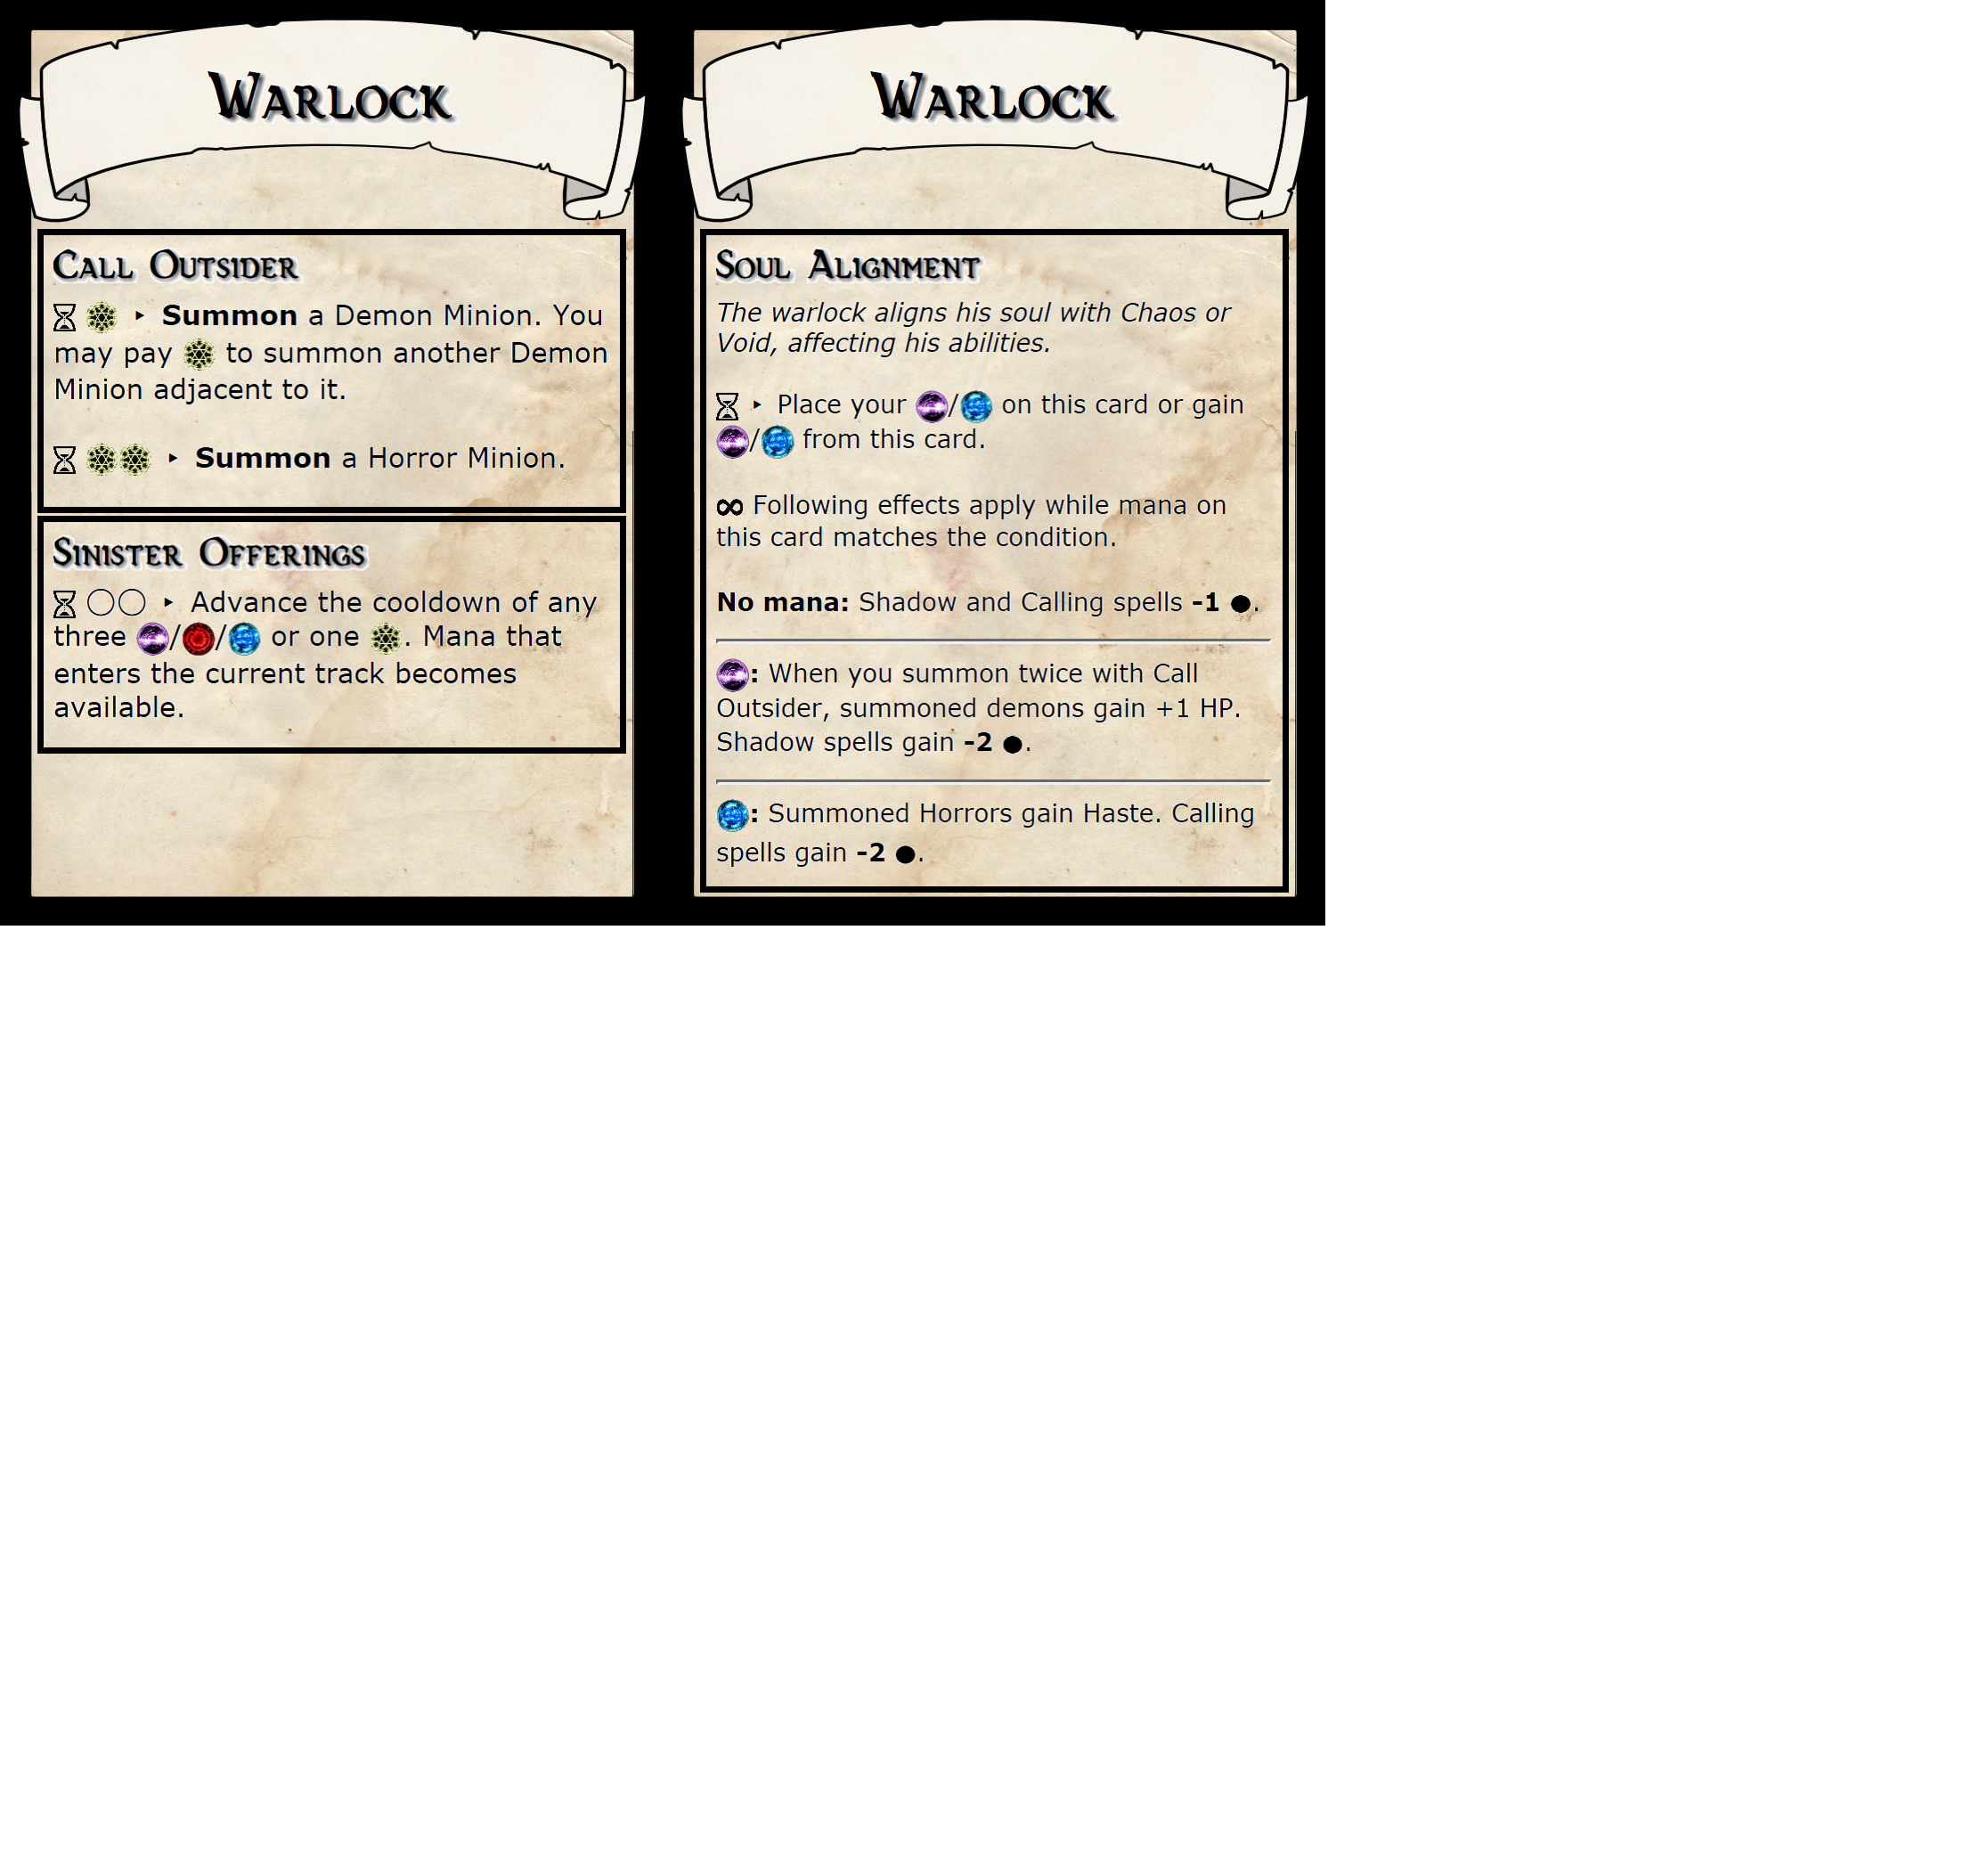 Warlock
Call Outsider
‣ Summon a Demon Minion. You
may pay to summon another Demon
Minion adjacent to it.
‣ Summon a Horror Minion.
Sinister Offerings
‣ Advance the cooldown of any
three / / or one . Mana that
enters the current track becomes
available.
Warlock
Soul Alignment
The warlock aligns his soul with Chaos or
Void, affecting his abilities.
‣ Place your / on this card or gain
/ from this card.
∞ Following effects apply while mana on
this card matches the condition.
No mana: Shadow and Calling spells -1 ●.
: When you summon twice with Call
Outsider, summoned demons gain +1 HP.
Shadow spells gain -2 ●.
: Summoned Horrors gain Haste. Calling
spells gain -2 ●.